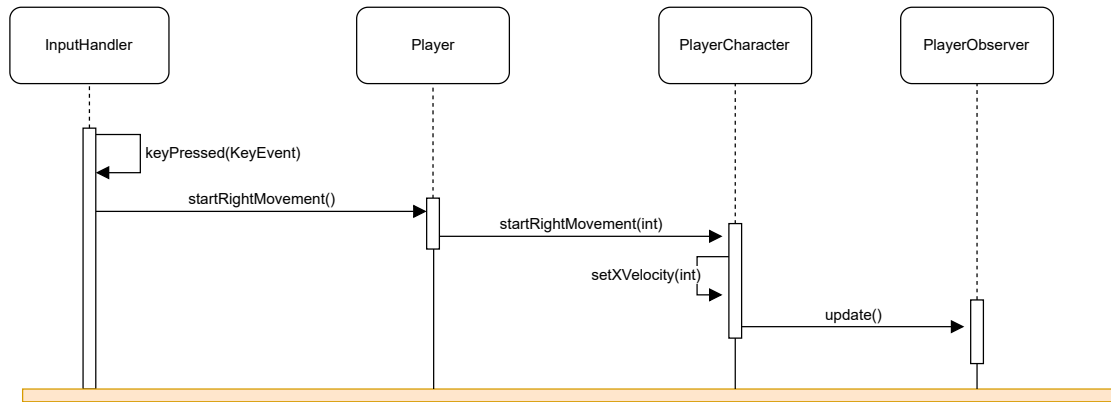 InputHandler
Player
PlayerCharacter
PlayerObserver
keyPressed(KeyEvent)
startRightMovement()
startRightMovement(int)
setXVelocity(int)
update()